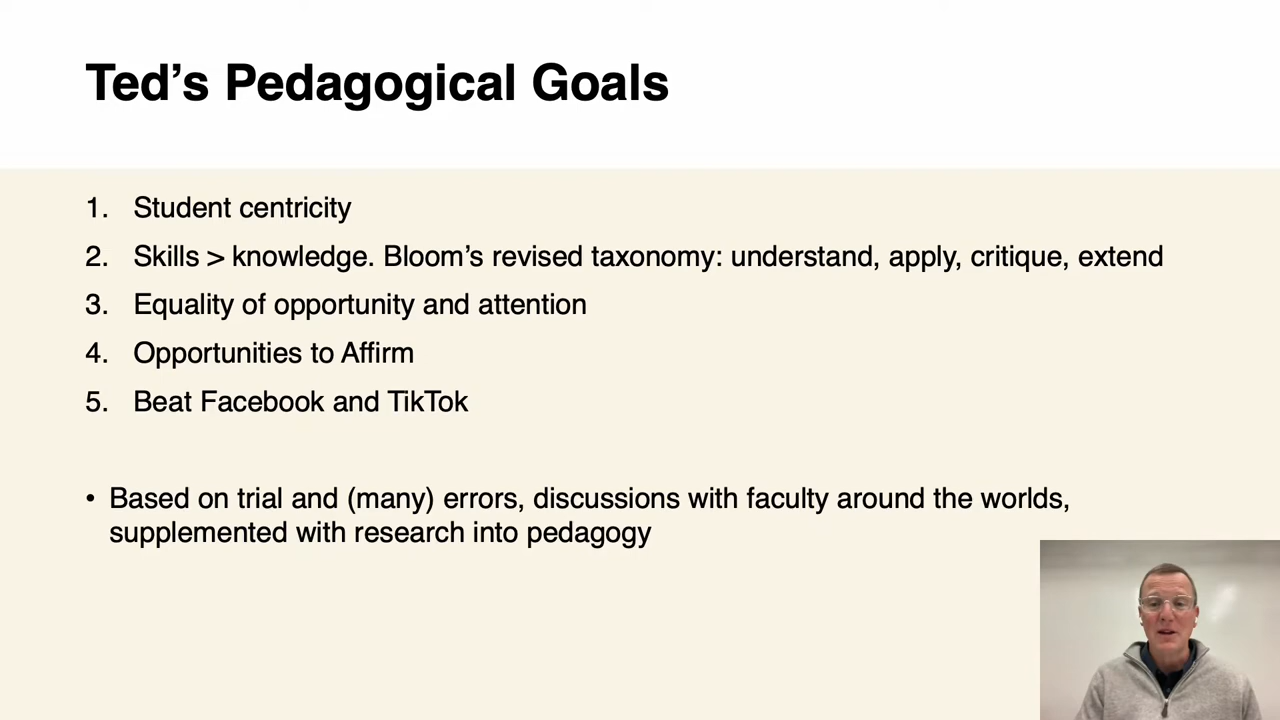 Ted’s Pedagogical Goals
1. Student centricity
2. Skills > knowledge. Bloom’s revised taxonomy: understand, apply, critique, extend
3. Equality of opportunity and attention
4. Opportunities to Affirm
5. Beat Facebook and TikTok
• Based on trial and (many) errors, discussions with faculty around the worlds,
supplemented with research into pedagogy